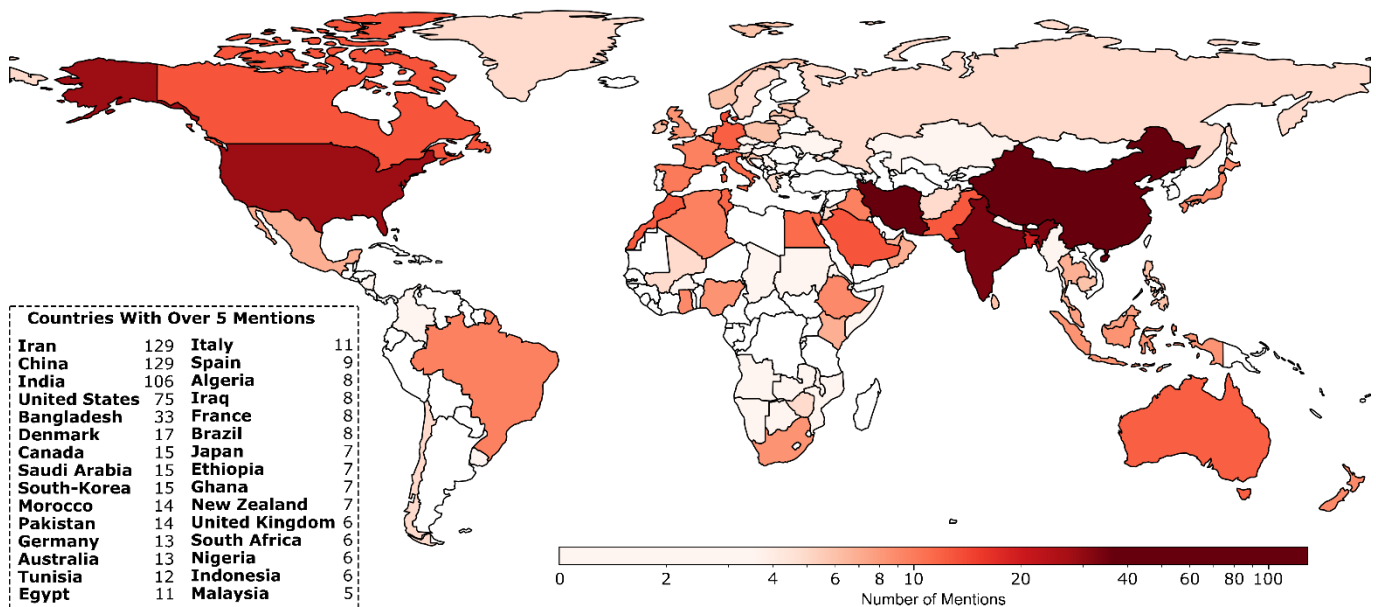 Countries With Over 5 Mentions
Iran 129 Italy 11
China 129 Spain 9
India 106 Algeria 8
United States 75 Iraq 8
Bangladesh 33 France 8
Denmark 17 Brazil 8
Canada 15 Japan 7
Saudi Arabia 15 Ethiopia 7
South-Korea 15 Ghana 7
Morocco 14 New Zealand 7
Pakistan 14 United Kingdom 6
Germany 13 South Africa 6
Australia 13 Nigeria 6
Tunisia 12 Indonesia 6
Egypt 11 Malaysia 5
0 2 4 6 8 10 20 40 60 80 100
Number of Mentions